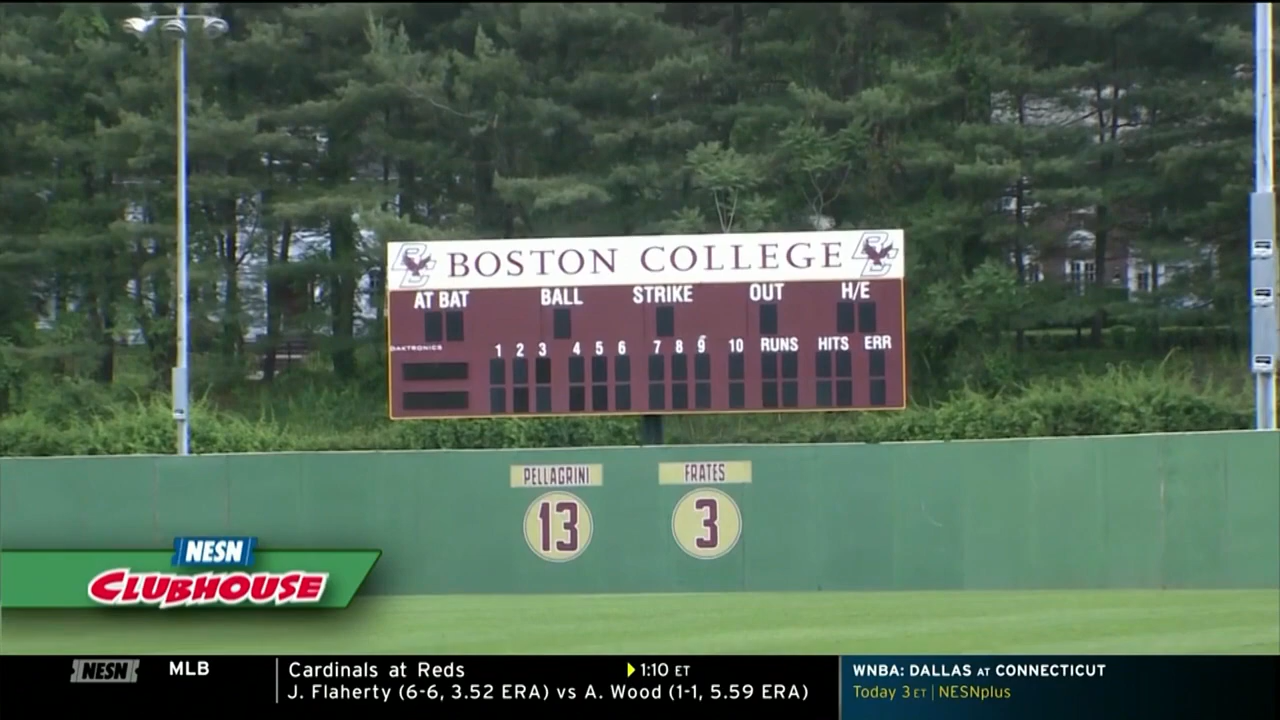 BOSTON COLLEGE
AT BAT BALL STRIKE OUT H/E
DAKTRONICS
1 2 3 4 5 6 7 8 9 10 RUNS HITS ERR
PELLAGRINI FRATES
13 3
NESN
CLUBHOUSE
NESN MLB
Cardinals at Reds 1:10 ET
J. Flaherty (6-6, 3.52 ERA) vs A. Wood (1-1, 5.59 ERA)
WNBA: DALLAS AT CONNECTICUT
Today 3 ET | NESNplus